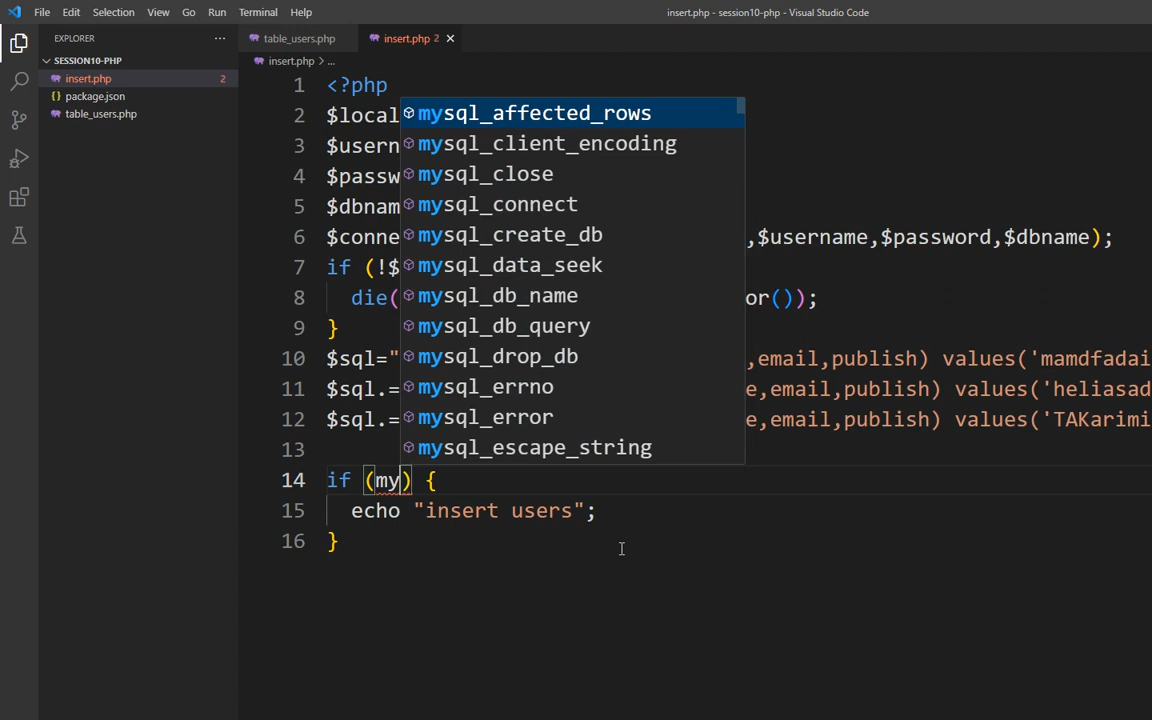 File Edit Selection View Go Run Terminal Help
insert.php - session10-php - Visual Studio Code
EXPLORER ...
SESSION10-PHP
insert.php 2
{} package.json
table_users.php
table_users.php
insert.php 2
insert.php > ...
1 <?php
2 $local
3 $usern
4 $passw
5 $dbnam
6 $conne ,$username,$password,$dbname);
7 if (!$
8 die( or());
9 }
10 $sql=" ,email,publish) values('mamdfadai
11 $sql.= e,email,publish) values('heliasad
12 $sql.= e,email,publish) values('TAKarimi
13
14 if (my) {
15 echo "insert users";
16 }
mysql_affected_rows
mysql_client_encoding
mysql_close
mysql_connect
mysql_create_db
mysql_data_seek
mysql_db_name
mysql_db_query
mysql_drop_db
mysql_errno
mysql_error
mysql_escape_string